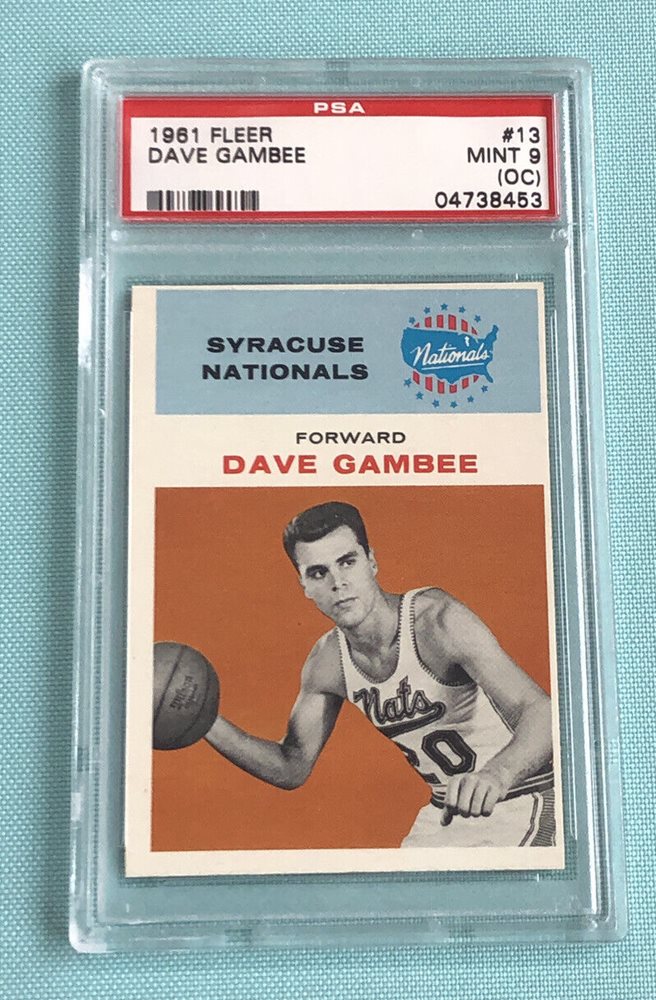 PSA
1961 FLEER #13
DAVE GAMBEE MINT 9
(OC)
04738453
SYRACUSE
NATIONALS
Nationals
FORWARD
DAVE GAMBEE
Nats
20